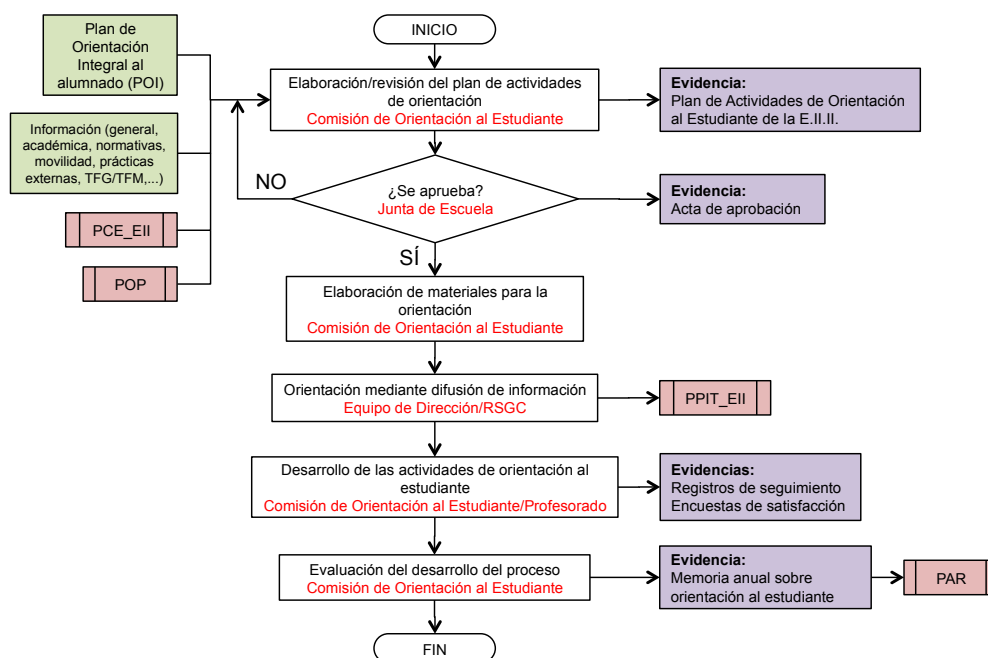 INICIO
Plan de
Orientación
Integral al
alumnado (POI)
Elaboración/revisión del plan de actividades
de orientación
Comisión de Orientación al Estudiante
Evidencia:
Plan de Actividades de Orientación
al Estudiante de la E.II.II.
Información (general,
académica, normativas,
movilidad, prácticas
externas, TFG/TFM,...)
NO
¿Se aprueba?
Junta de Escuela
Evidencia:
Acta de aprobación
PCE_EII
POP
SÍ
Elaboración de materiales para la
orientación
Comisión de Orientación al Estudiante
Orientación mediante difusión de información
Equipo de Dirección/RSGC
PPIT_EII
Desarrollo de las actividades de orientación al
estudiante
Comisión de Orientación al Estudiante/Profesorado
Evidencias:
Registros de seguimiento
Encuestas de satisfacción
Evaluación del desarrollo del proceso
Comisión de Orientación al Estudiante
Evidencia:
Memoria anual sobre
orientación al estudiante
PAR
FIN